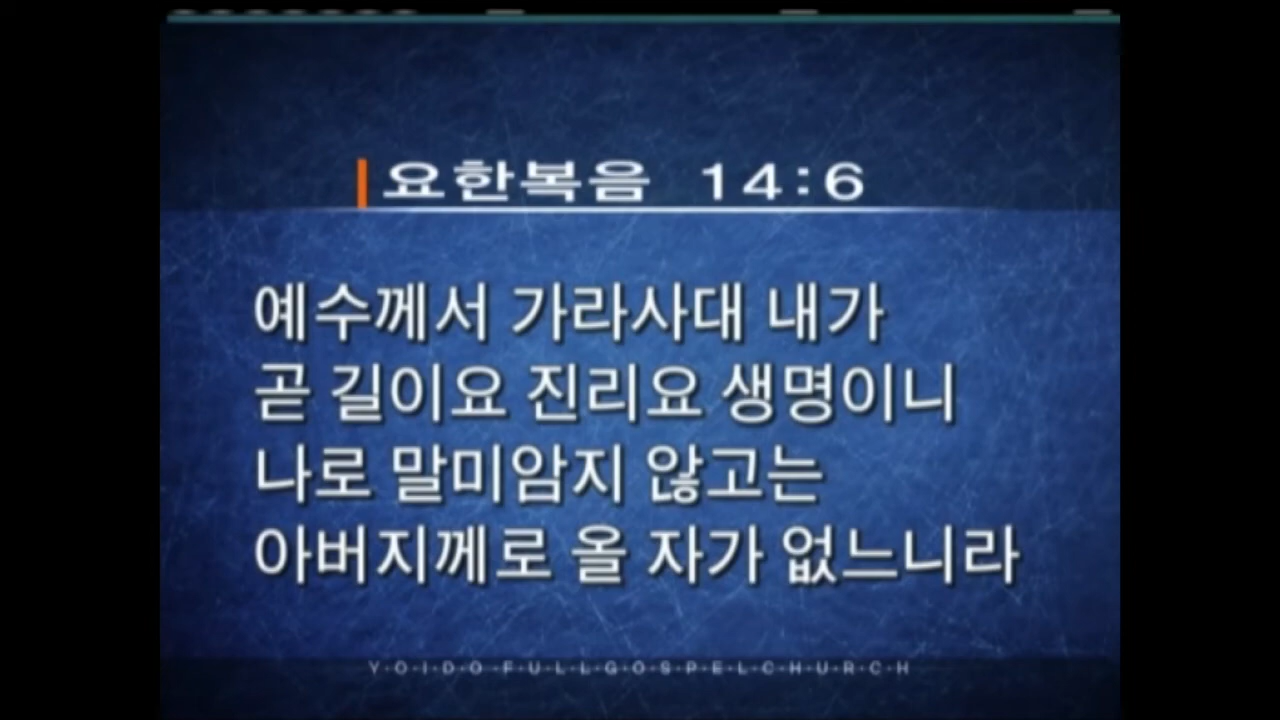 요한복음 14:6
예수께서 가라사대 내가
곧 길이요 진리요 생명이니
나로 말미암지 않고는
아버지께로 올 자가 없느니라
Y·O·I·D·O·F·U·L·L·G·O·S·P·E·L·C·H·U·R·C·H